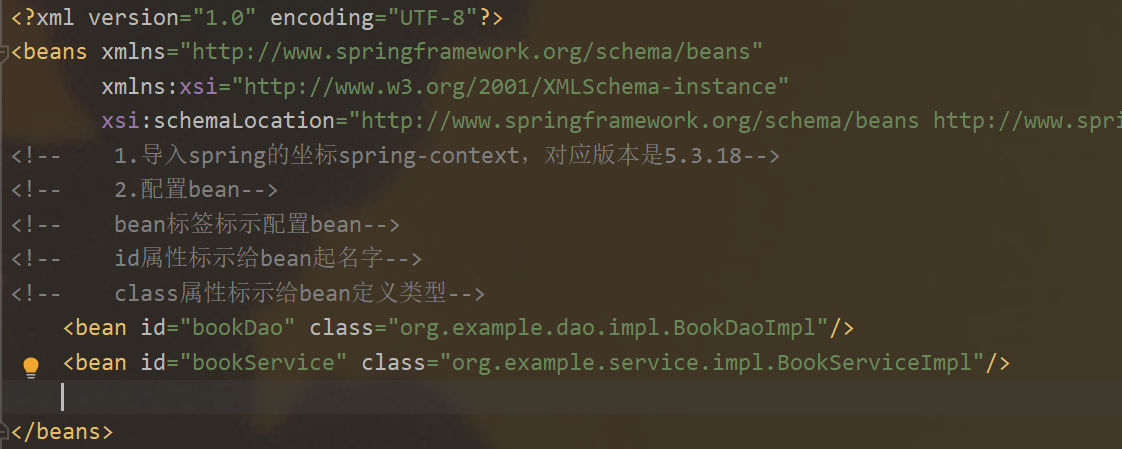 <?xml version="1.0" encoding="UTF-8"?>
<beans xmlns="http://www.springframework.org/schema/beans"
xmlns:xsi="http://www.w3.org/2001/XMLSchema-instance"
xsi:schemaLocation="http://www.springframework.org/schema/beans http://www.spri
<!--    1.导入spring的坐标spring-context，对应版本是5.3.18-->
<!--    2.配置bean-->
<!--    bean标签标示配置bean-->
<!--    id属性标示给bean起名字-->
<!--    class属性标示给bean定义类型-->
<bean id="bookDao" class="org.example.dao.impl.BookDaoImpl"/>
<bean id="bookService" class="org.example.service.impl.BookServiceImpl"/>
</beans>